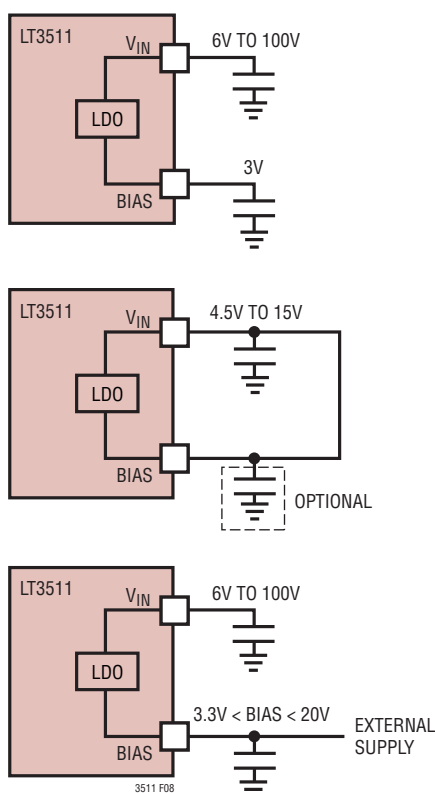 LT3511
VIN
6V TO 100V
LDO
3V
BIAS
LT3511
VIN
4.5V TO 15V
LDO
BIAS
OPTIONAL
LT3511
VIN
6V TO 100V
LDO
3.3V < BIAS < 20V
EXTERNAL
SUPPLY
BIAS
3511 F08